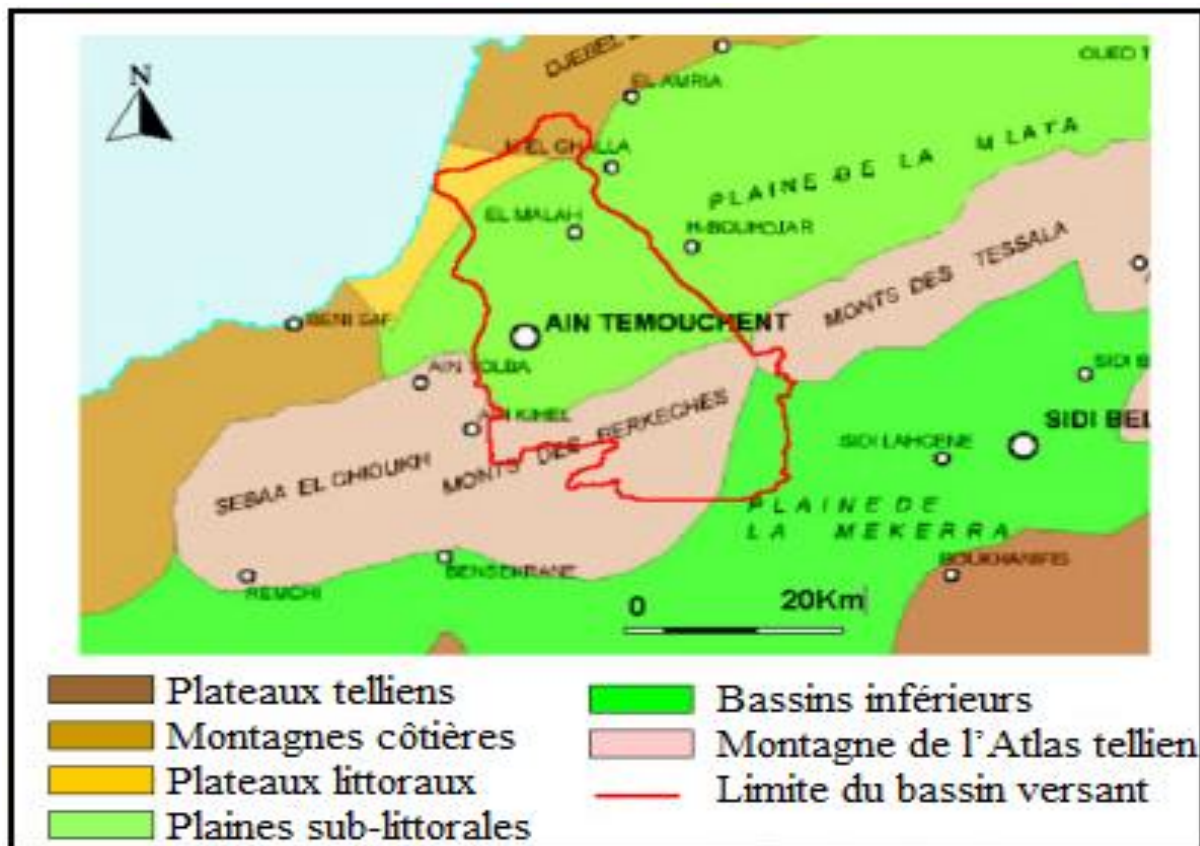 N
EL AMRIA
OUED T
PLAINE DE LA MLATA
EL MALAH
H-BOUHDJAR
MONTS DES TESSALA
BENI SAF
AIN TEMOUCHENT
AIN TOLBA
SIDI B
AIN KIHEL
MONTS DES BERKECHES
SIDI BEL
SIDI LAHCENE
SEBAA EL CHIOUKH
PLAINE DE
LA MEKERRA
BENSEKRANE
BOUKHANIFIS
REMCHI
0 20Km
Plateaux telliens
Montagnes côtières
Plateaux littoraux
Plaines sub-littorales
Bassins inférieurs
Montagne de l'Atlas tellien
Limite du bassin versant